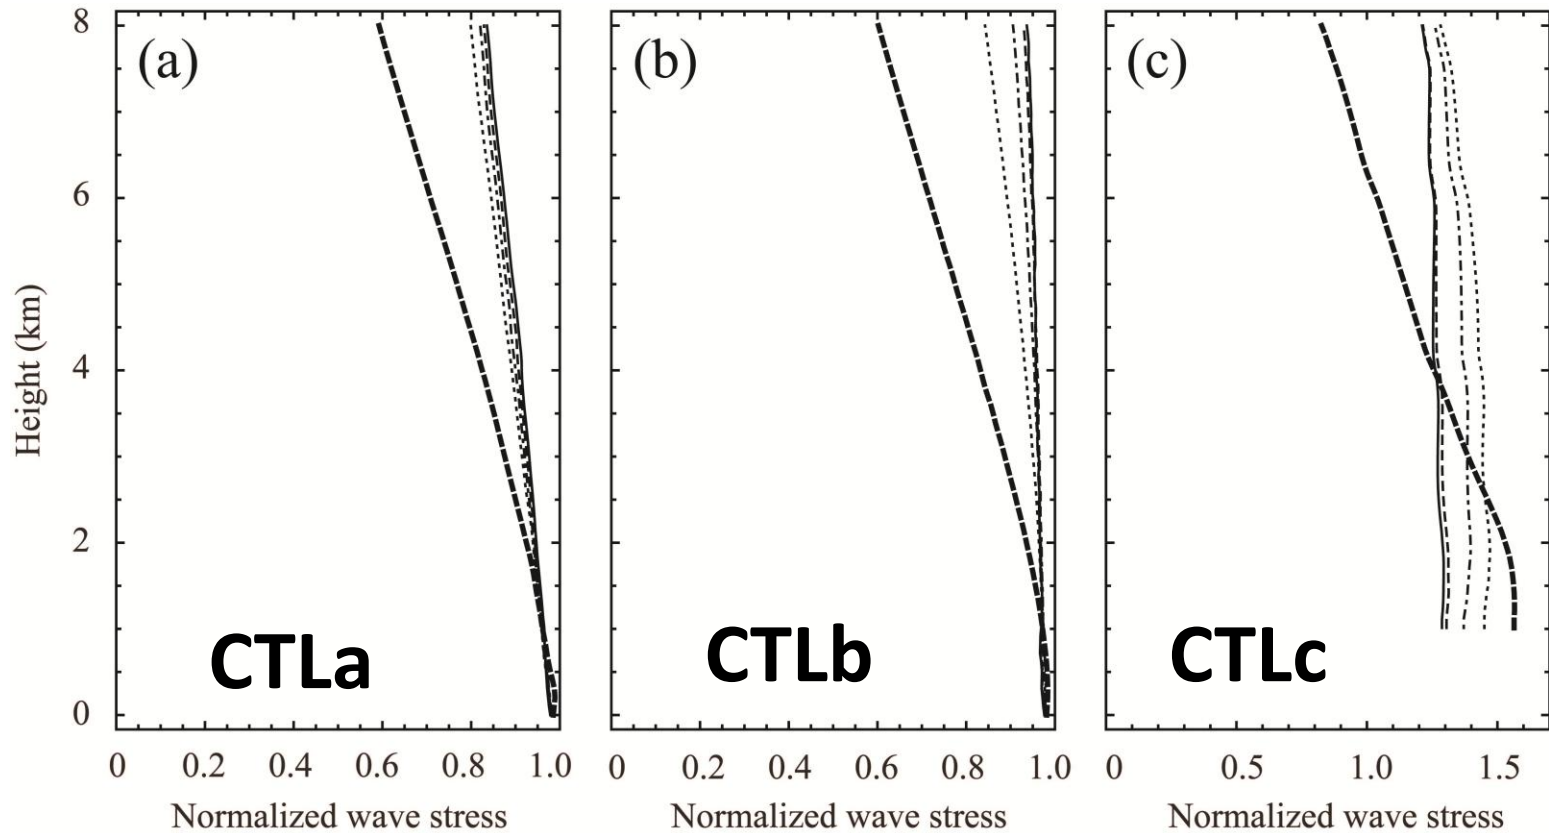 (a)
(b)
(c)
8
6
4
2
0
Height (km)
CTLa
CTLb
CTLc
0 0.2 0.4 0.6 0.8 1.0
0 0.2 0.4 0.6 0.8 1.0
0 0.5 1.0 1.5
Normalized wave stress
Normalized wave stress
Normalized wave stress